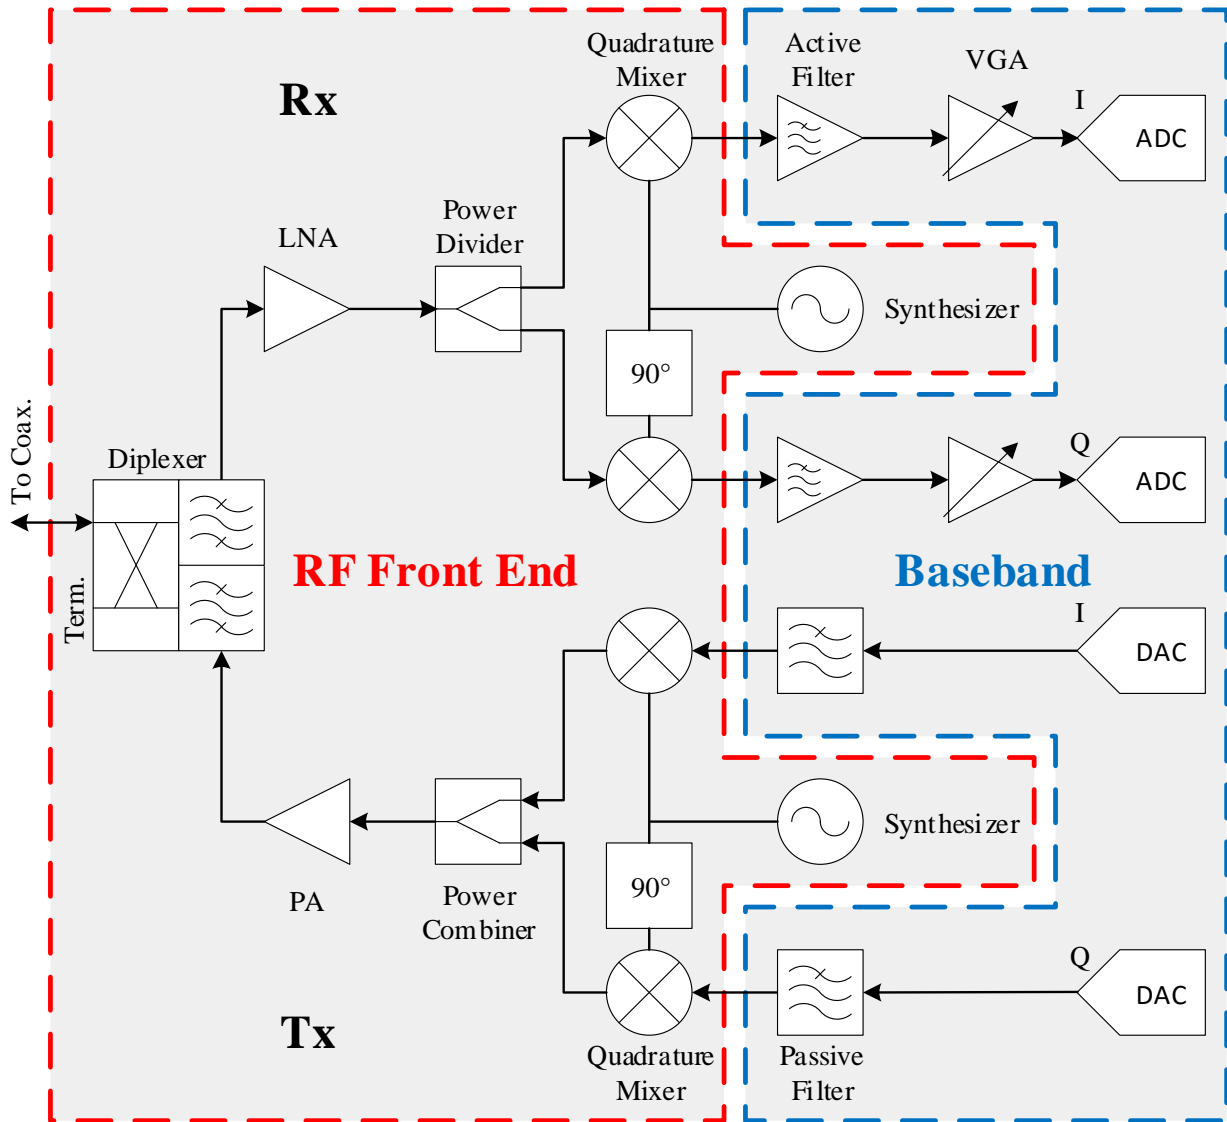 Quadrature
Mixer
Active
Filter
VGA
Rx
I
ADC
Power
Divider
LNA
Synthesizer
90°
To Coax.
Diplexer
Q
ADC
RF Front End
Baseband
Term.
I
DAC
Synthesizer
90°
PA
Power
Combiner
Q
DAC
Tx
Quadrature
Mixer
Passive
Filter